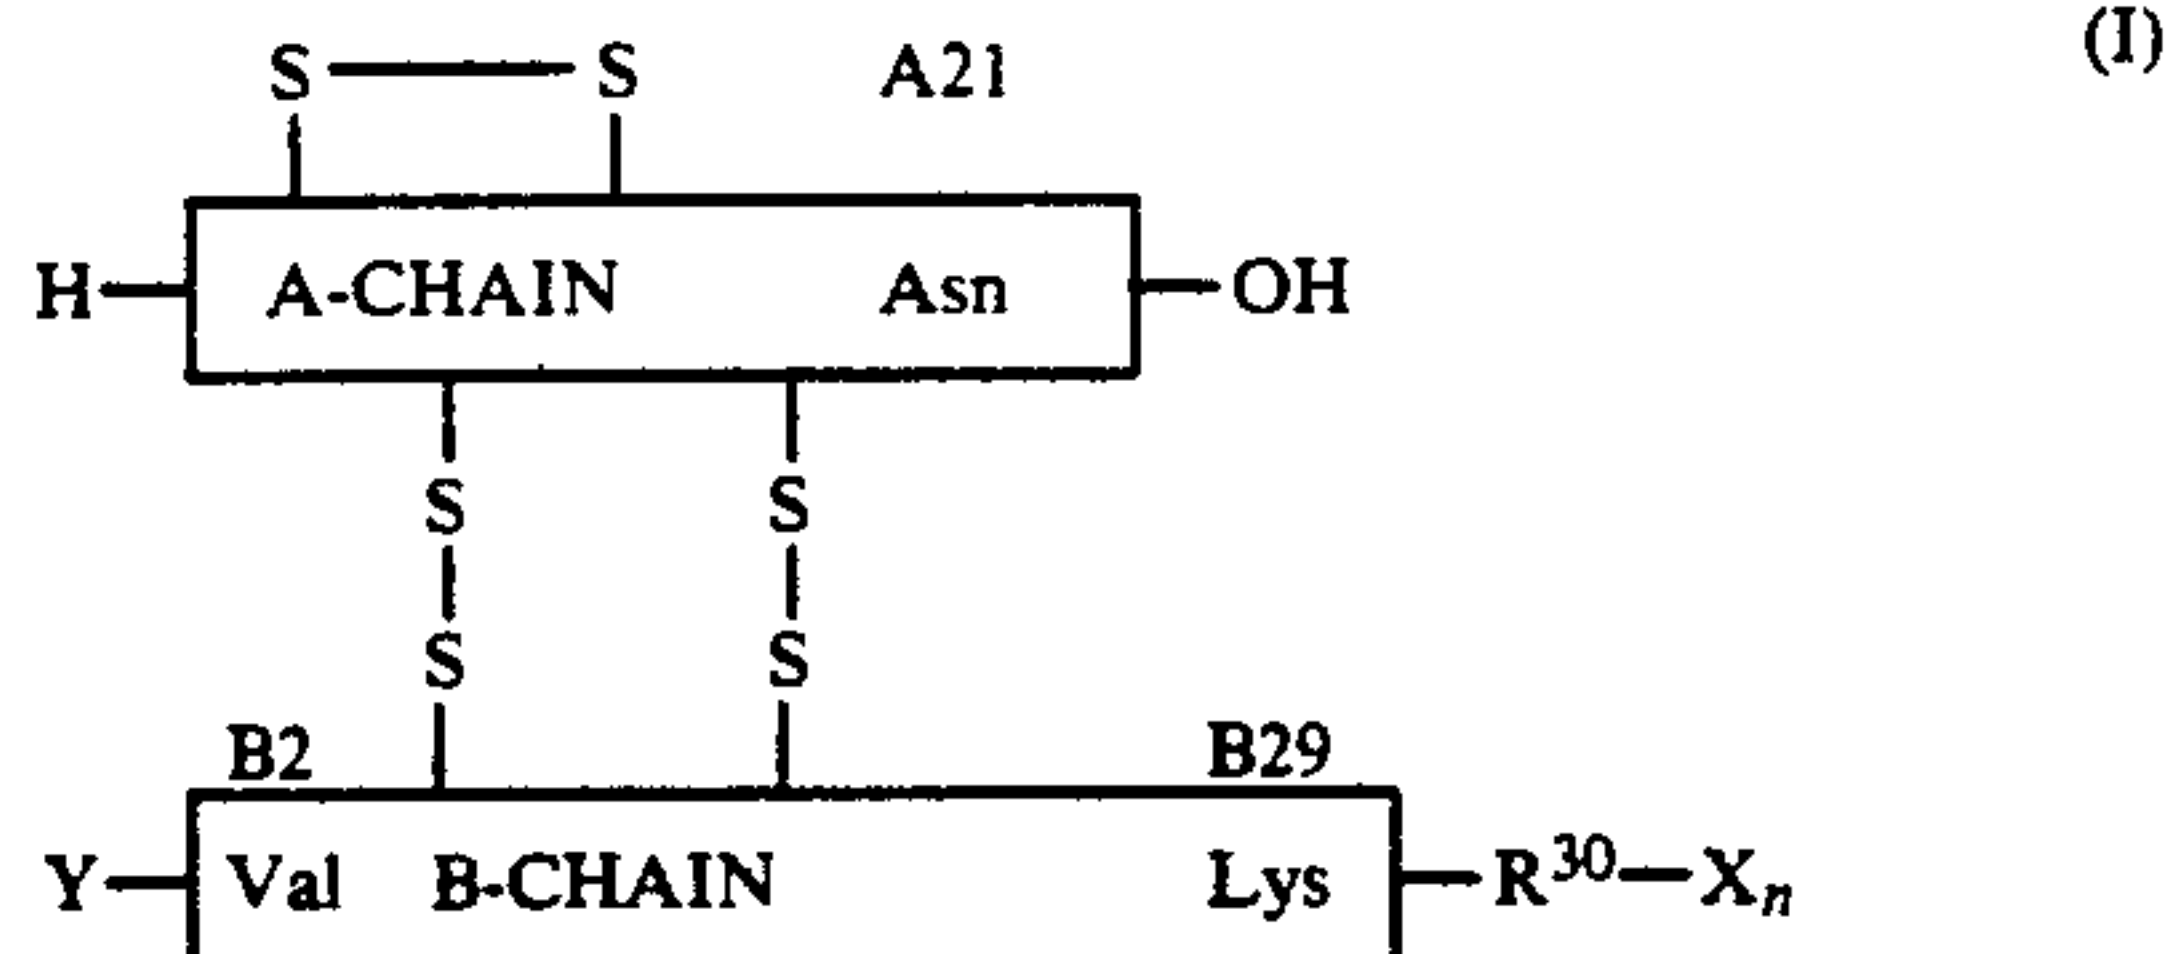 S S A21 (I)
H A-CHAIN Asn OH
S S
S S
B2 B29
Y Val B-CHAIN Lys R³⁰ Xₙ